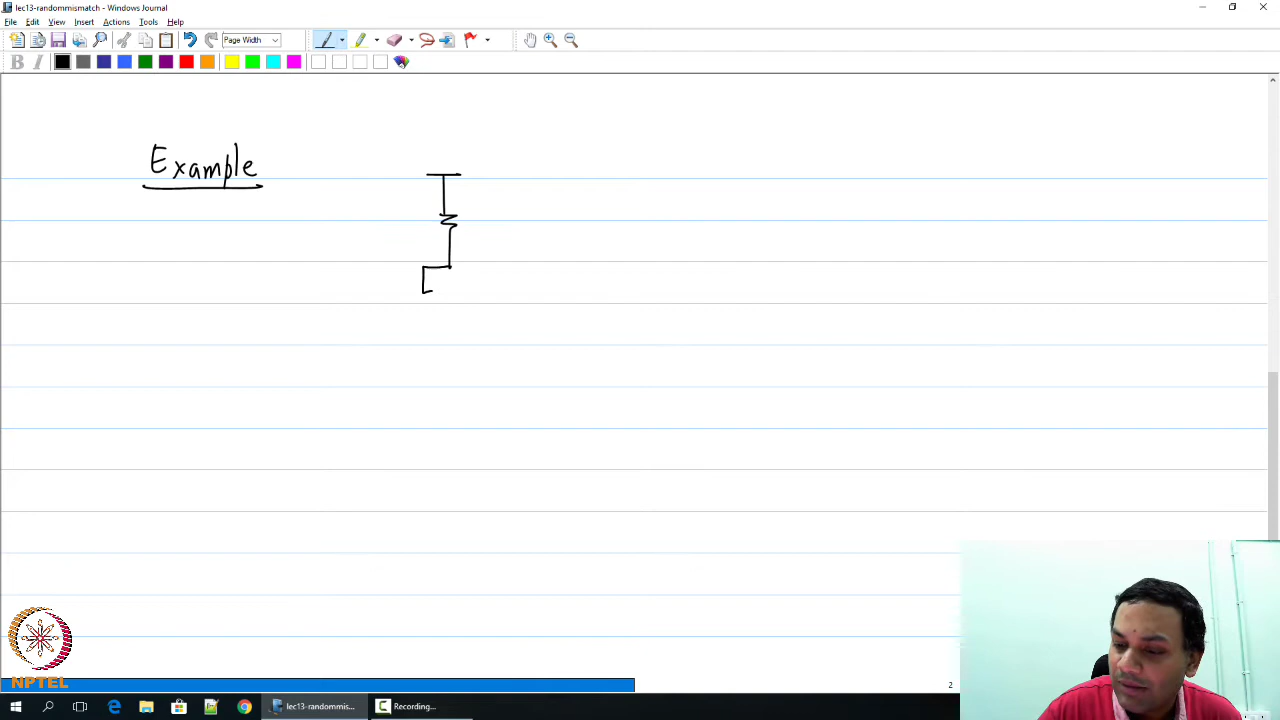 lec13-randommismatch - Windows Journal
File Edit View Insert Actions Tools Help
Page Width
B I
Example
2
NPTEL
lec13-randommis...
Recording...